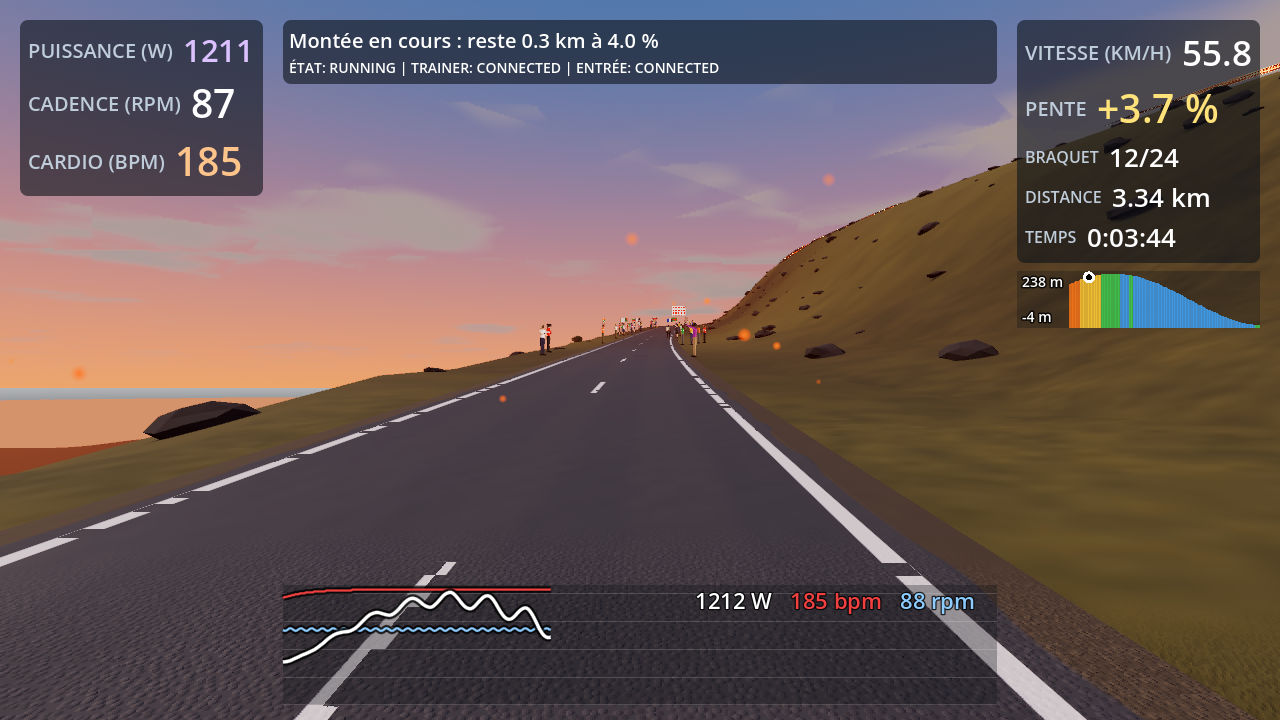 PUISSANCE (W) 1211
CADENCE (RPM) 87
CARDIO (BPM) 185
Montée en cours : reste 0.3 km à 4.0 %
ÉTAT: RUNNING | TRAINER: CONNECTED | ENTRÉE: CONNECTED
VITESSE (KM/H) 55.8
PENTE +3.7 %
BRAQUET 12/24
DISTANCE 3.34 km
TEMPS 0:03:44
238 m
-4 m
1212 W 185 bpm 88 rpm